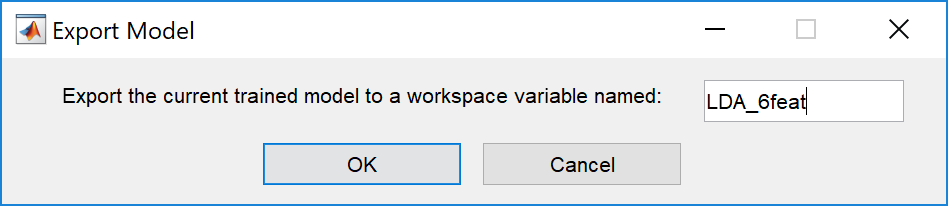 Export Model
Export the current trained model to a workspace variable named: LDA_6feat
OK Cancel